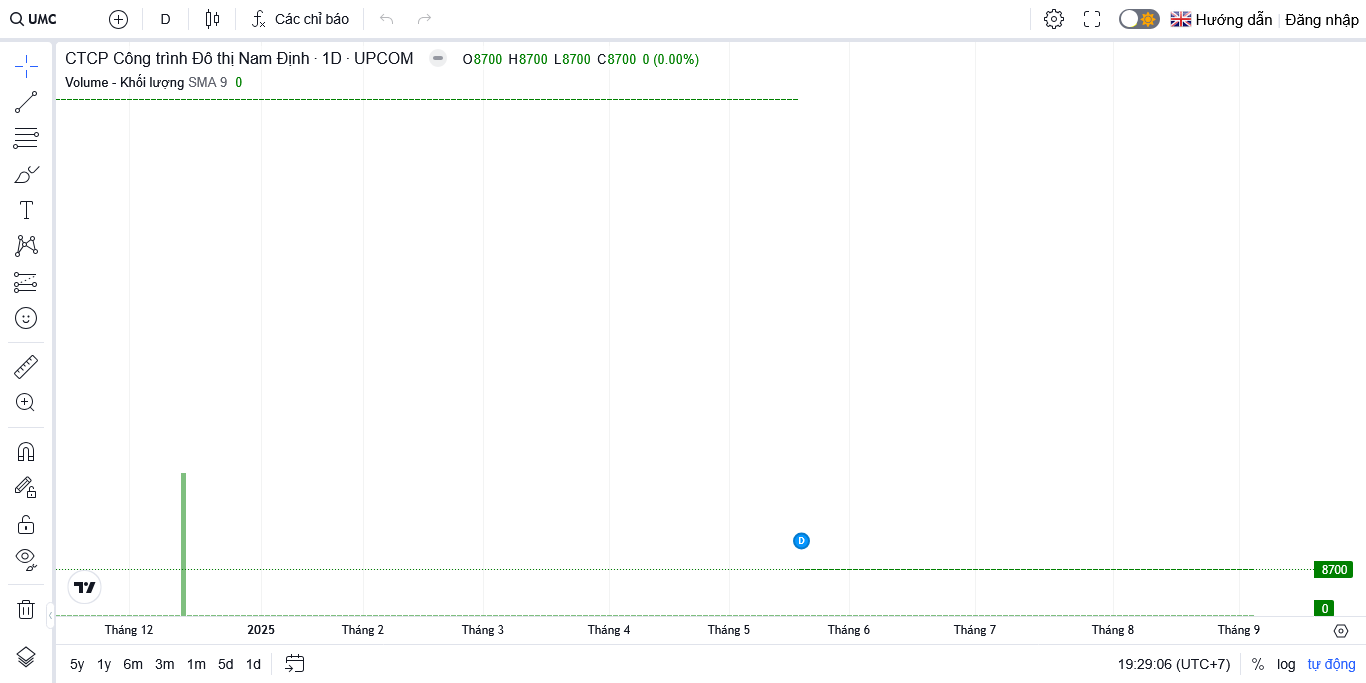 UMC D Các chỉ báo Hướng dẫn Đăng nhập
CTCP Công trình Đô thị Nam Định · 1D · UPCOM O8700 H8700 L8700 C8700 0 (0.00%)
Volume - Khối lượng SMA 9 0
D
8700
0
Tháng 12 2025 Tháng 2 Tháng 3 Tháng 4 Tháng 5 Tháng 6 Tháng 7 Tháng 8 Tháng 9
5y 1y 6m 3m 1m 5d 1d 19:29:06 (UTC+7) % log tự động